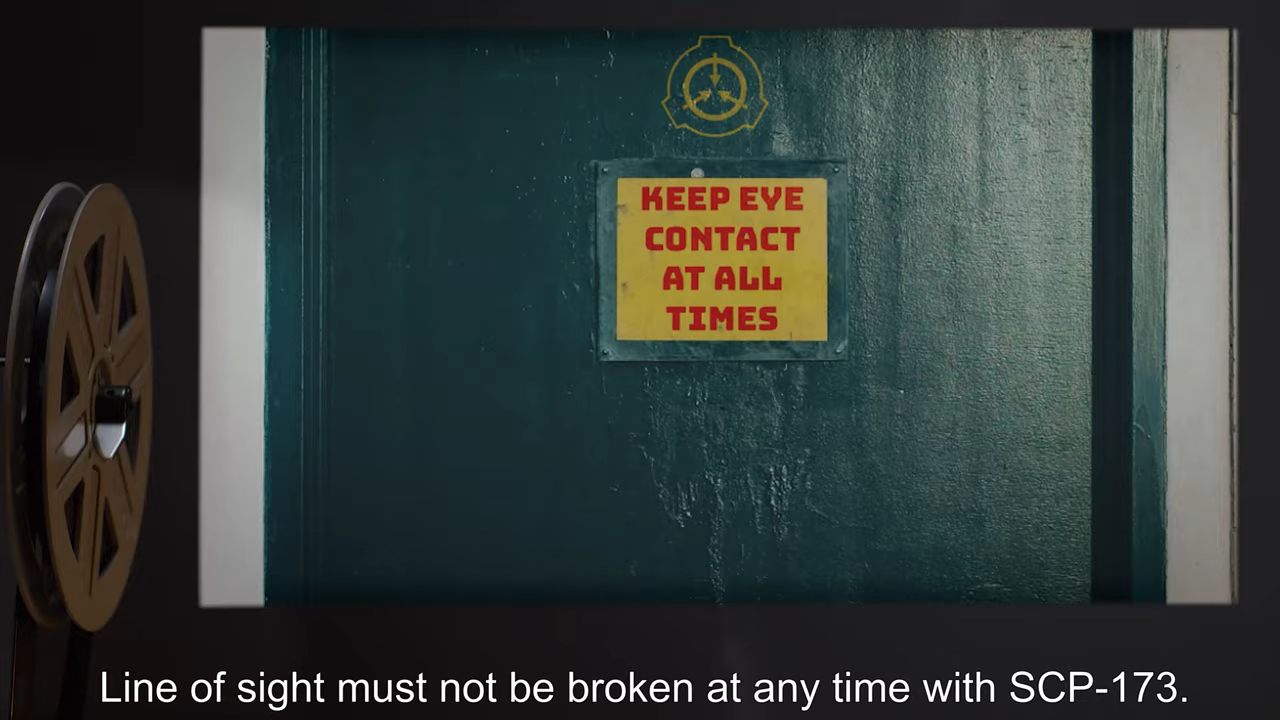 KEEP EYE
CONTACT
AT ALL
TIMES
Line of sight must not be broken at any time with SCP-173.